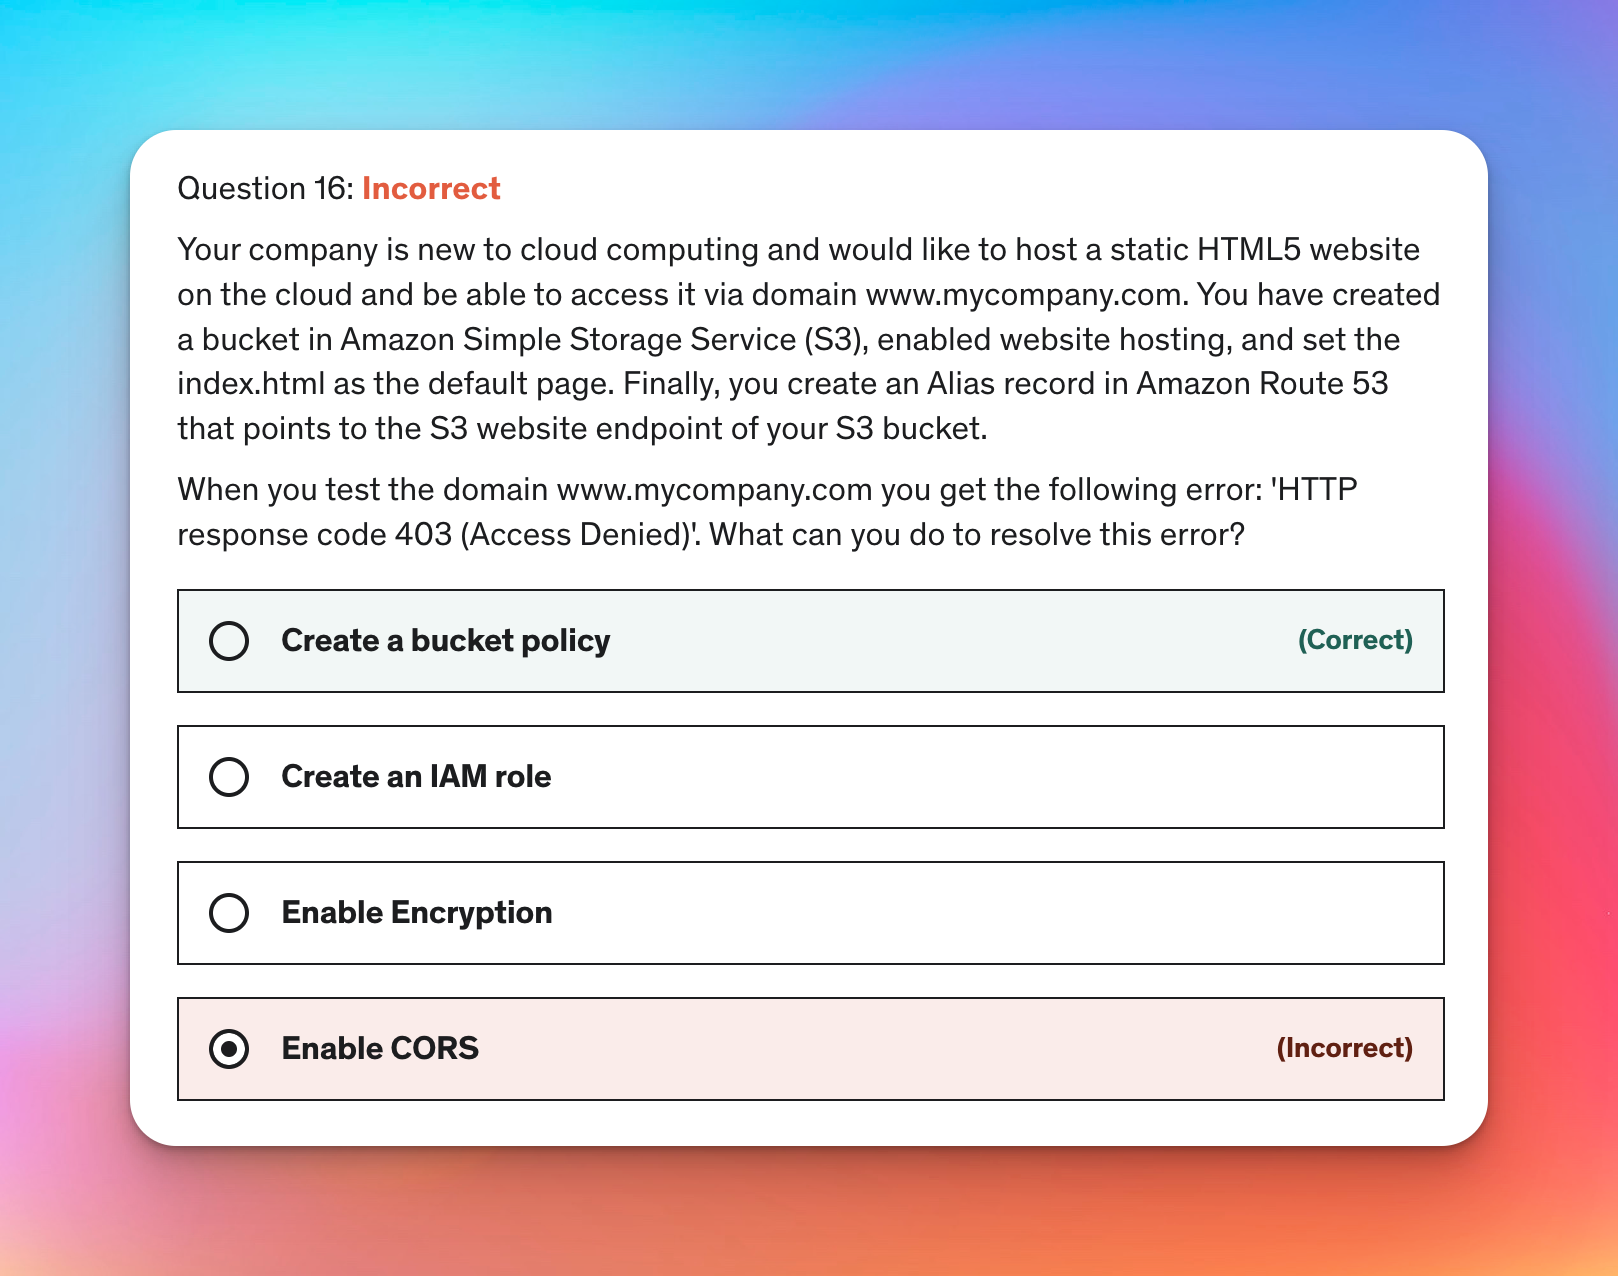 Question 16: Incorrect
Your company is new to cloud computing and would like to host a static HTML5 website
on the cloud and be able to access it via domain www.mycompany.com. You have created
a bucket in Amazon Simple Storage Service (S3), enabled website hosting, and set the
index.html as the default page. Finally, you create an Alias record in Amazon Route 53
that points to the S3 website endpoint of your S3 bucket.
When you test the domain www.mycompany.com you get the following error: 'HTTP
response code 403 (Access Denied)'. What can you do to resolve this error?
Create a bucket policy (Correct)
Create an IAM role
Enable Encryption
Enable CORS (Incorrect)